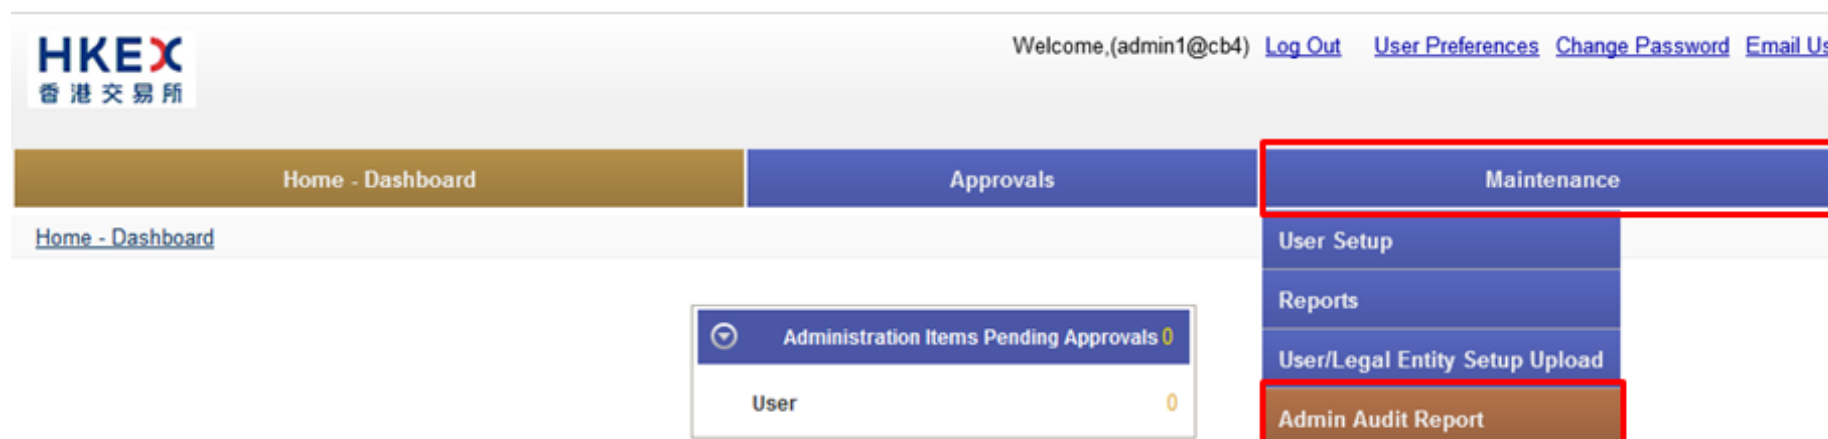 HKEX
香港交易所
Welcome,(admin1@cb4) Log Out User Preferences Change Password Email Us
Home - Dashboard Approvals Maintenance
Home - Dashboard
User Setup
Reports
Administration Items Pending Approvals 0
User/Legal Entity Setup Upload
User 0
Admin Audit Report